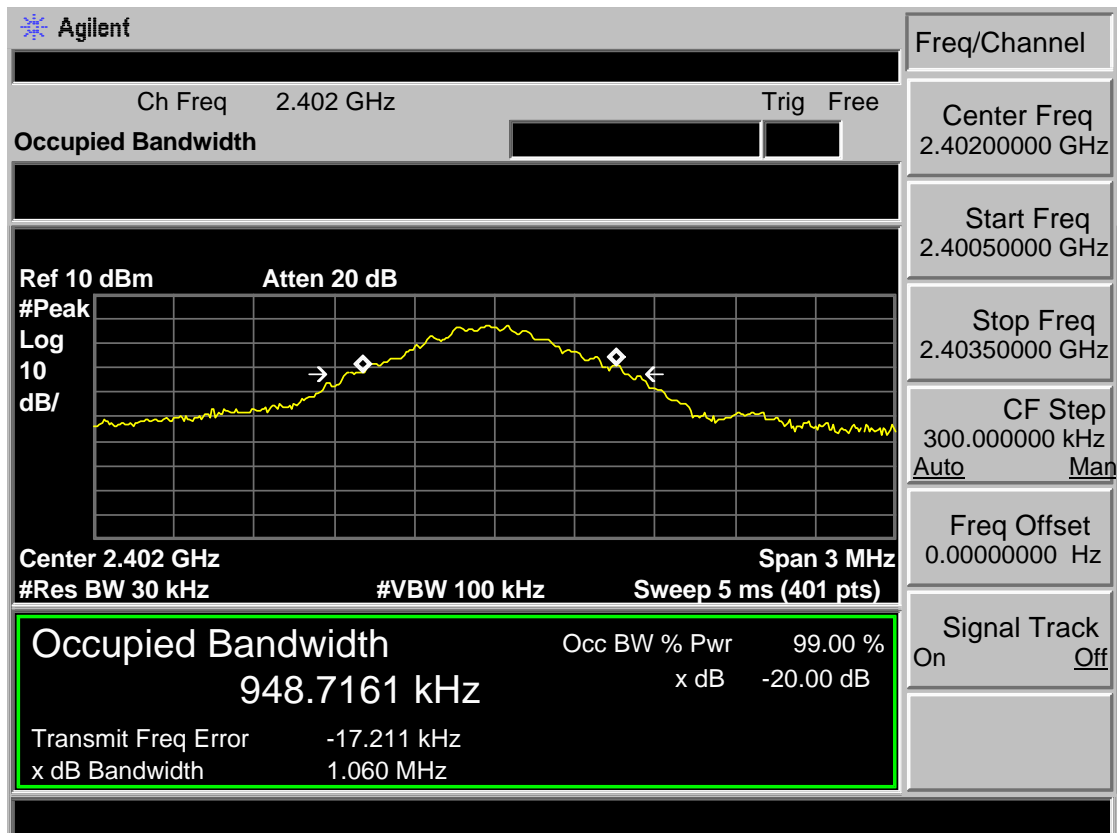 Agilent
Freq/Channel
Ch Freq 2.402 GHz Trig Free
Occupied Bandwidth
Center Freq
2.40200000 GHz
Start Freq
2.40050000 GHz
Stop Freq
2.40350000 GHz
CF Step
300.000000 kHz
Auto Man
Freq Offset
0.00000000 Hz
Signal Track
On Off
Ref 10 dBm Atten 20 dB
#Peak
Log
10
dB/
Center 2.402 GHz Span 3 MHz
#Res BW 30 kHz #VBW 100 kHz Sweep 5 ms (401 pts)
Occupied Bandwidth Occ BW % Pwr 99.00 %
948.7161 kHz x dB -20.00 dB
Transmit Freq Error -17.211 kHz
x dB Bandwidth 1.060 MHz